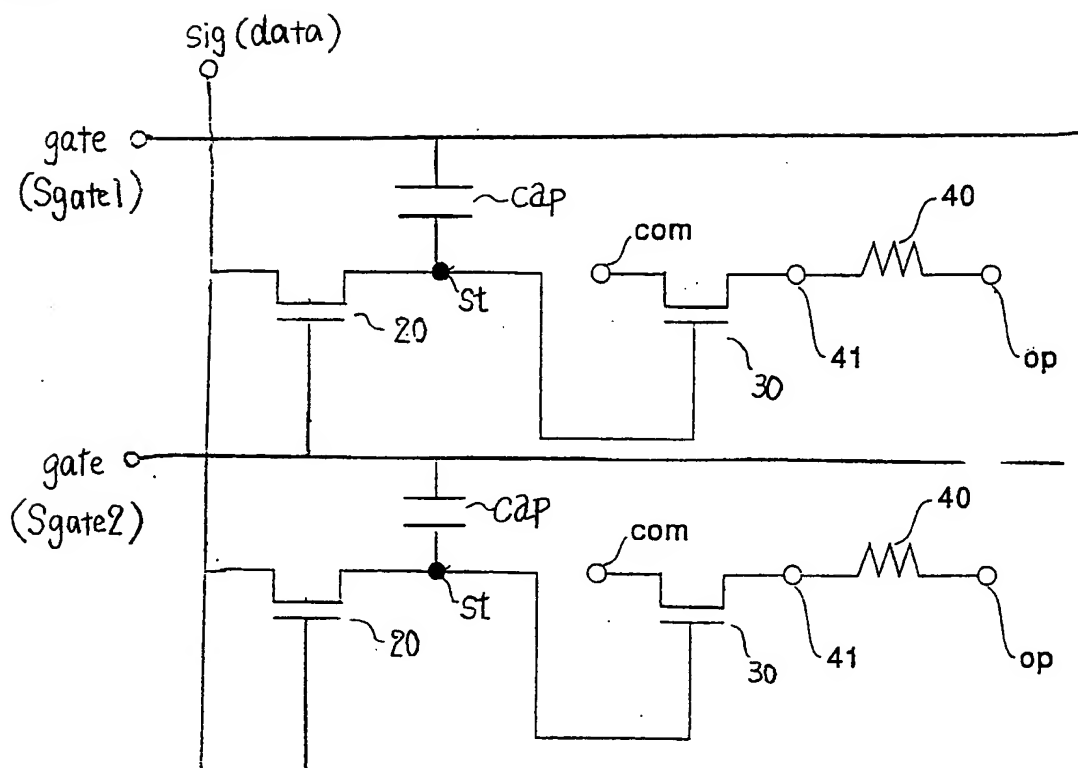 sig (data)
gate
(Sgate1)
cap
40
com
st
20
30
41
op
gate
(Sgate2)
cap
40
com
st
20
30
41
op